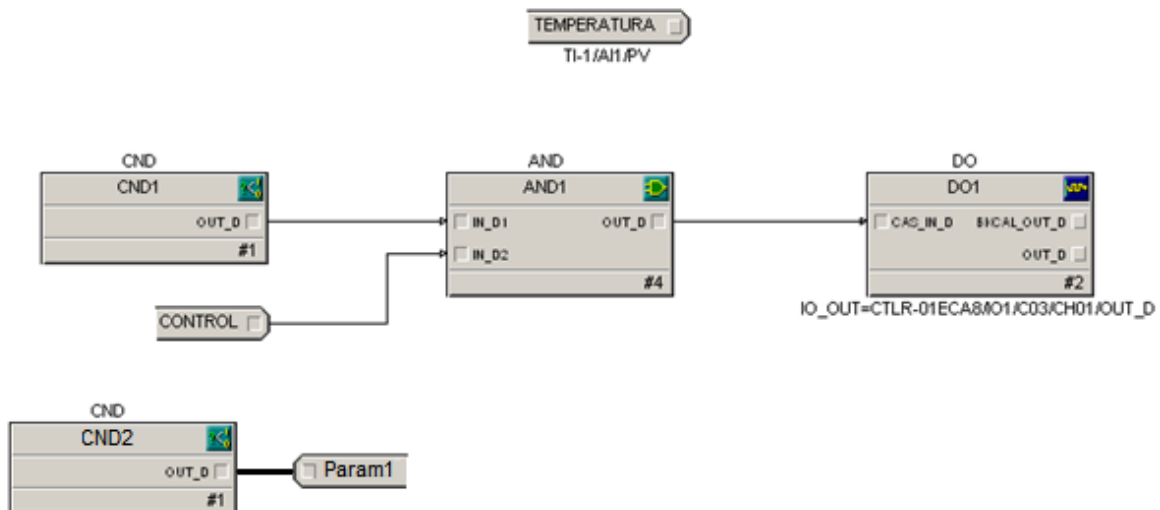 TEMPERATURA
TI-1/AI1/PV
CND
CND1
OUT_D
#1
AND
AND1
IN_D1 OUT_D
IN_D2
#4
DO
DO1
CAS_IN_D BKCAL_OUT_D
OUT_D
#2
IO_OUT=CTLR-01ECA8/IO1/C03/CH01/OUT_D
CONTROL
CND
CND2
OUT_D
#1
Param1